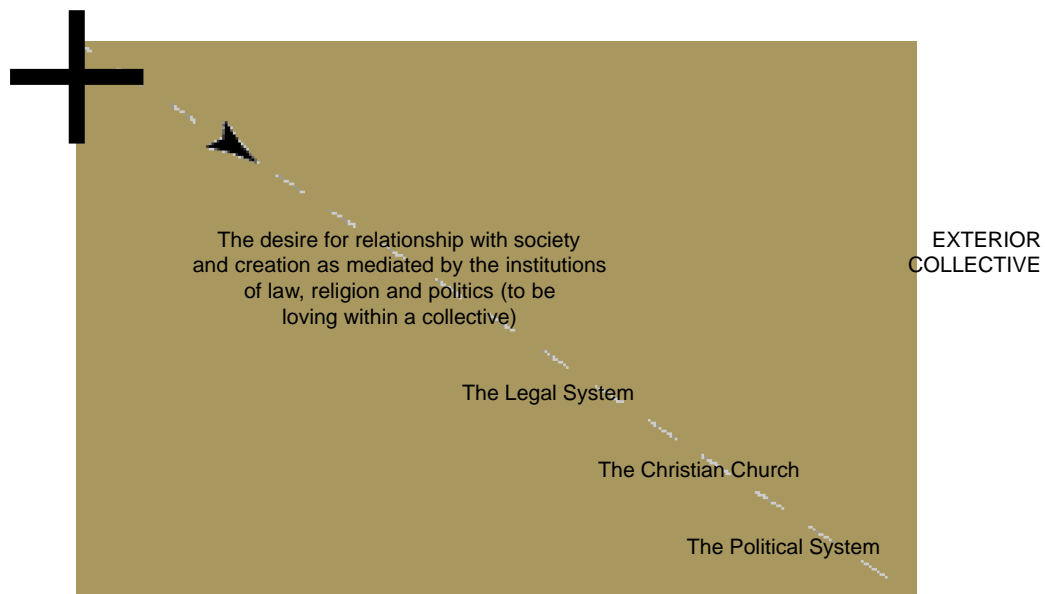 The desire for relationship with society
and creation as mediated by the institutions
of law, religion and politics (to be
loving within a collective)
EXTERIOR
COLLECTIVE
The Legal System
The Christian Church
The Political System